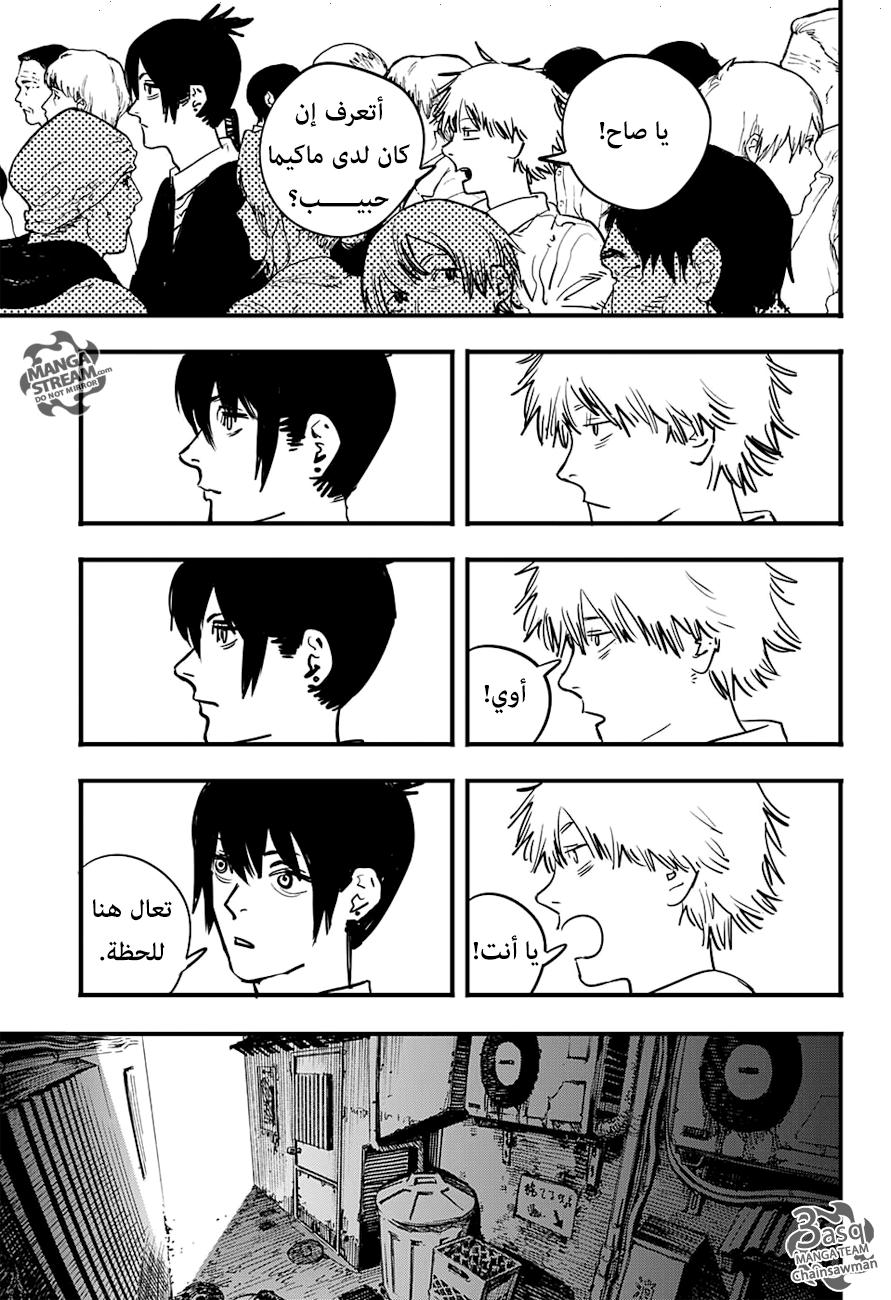 يا صاح!
أتعرف إن
كان لدى ماكيما
حبيـــــب؟
MANGA
STREAM.com
DO NOT MIRROR
أوي!
يا أنت!
تعال هنا
للحظة.
3asq
MANGA TEAM
Chainsawman